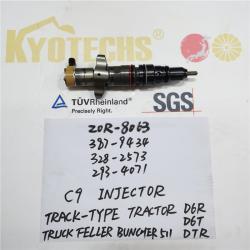 KYOTECHS
TÜVRheinland
Precisely Right.
SGS
20R-8063
387-9434
328-2573
293-4071
C9 INJECTOR
TRACK-TYPE TRACTOR D6R
D6T
TRUCK FELLER BUNCHER 511 D7R